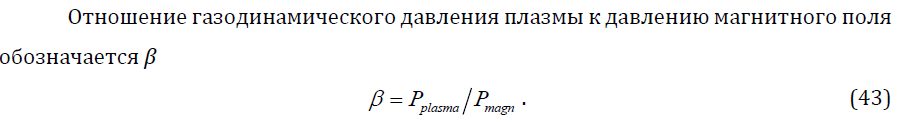 Отношение газодинамического давления плазмы к давлению магнитного поля
обозначается β
β = P_plasma / P_magn . (43)